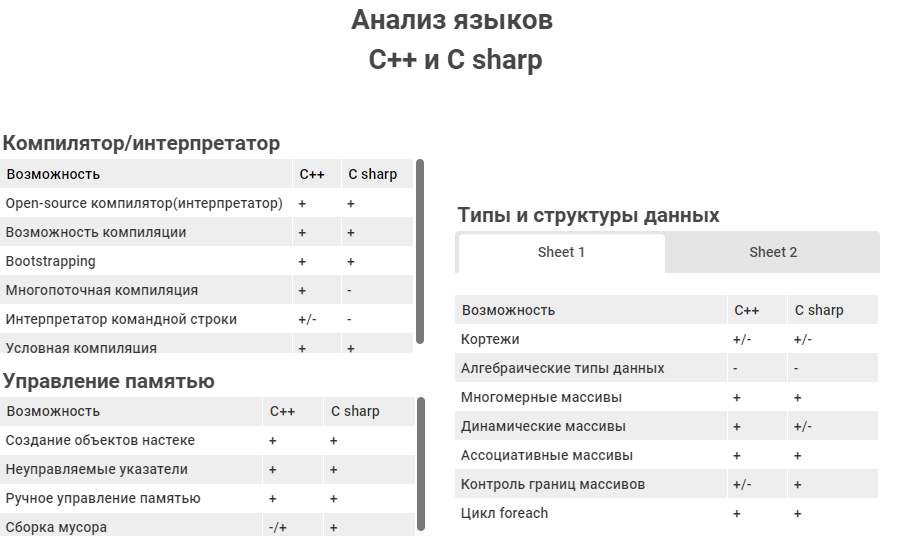 Анализ языков
C++ и C sharp
Компилятор/интерпретатор
Возможность C++ C sharp
Open-source компилятор(интерпретатор) + +
Возможность компиляции + +
Bootstrapping + +
Многопоточная компиляция + -
Интерпретатор командной строки +/- -
Условная компиляция + +
Управление памятью
Возможность C++ C sharp
Создание объектов настеке + +
Неуправляемые указатели + +
Ручное управление памятью + +
Сборка мусора -/+ +
Типы и структуры данных
Sheet 1 Sheet 2
Возможность C++ C sharp
Кортежи +/- +/-
Алгебраические типы данных - -
Многомерные массивы + +
Динамические массивы + +/-
Ассоциативные массивы + +
Контроль границ массивов +/- +
Цикл foreach + +